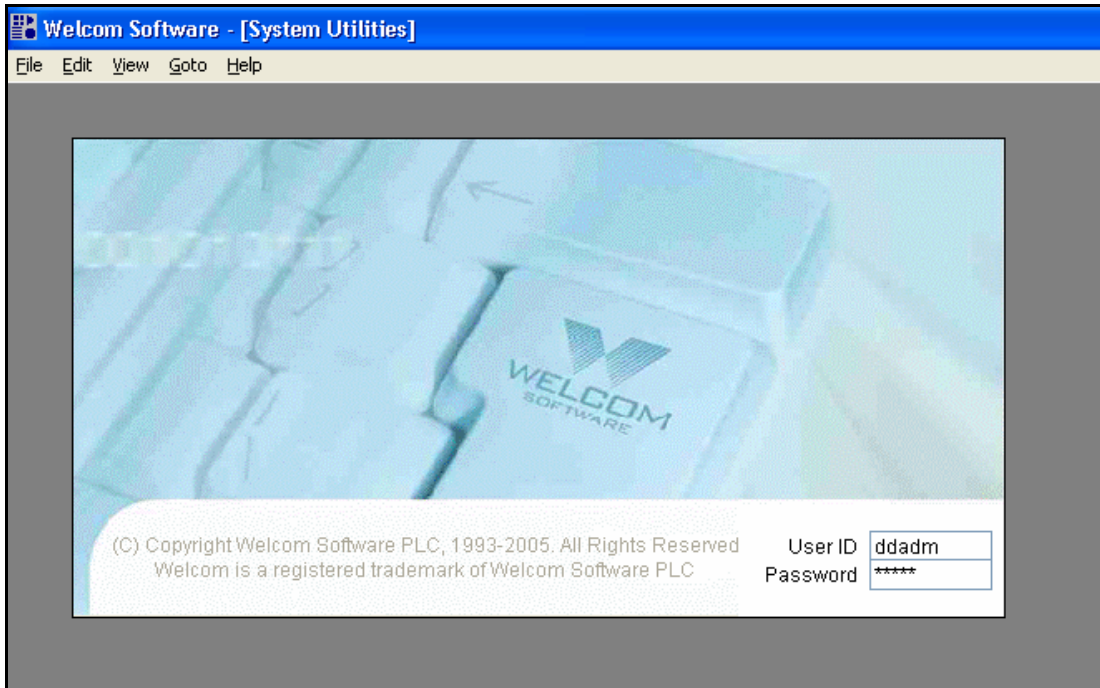 Welcom Software - [System Utilities]
File Edit View Goto Help
WELCOM
SOFTWARE
(C) Copyright Welcom Software PLC, 1993-2005. All Rights Reserved
Welcom is a registered trademark of Welcom Software PLC
User ID ddadm
Password *****